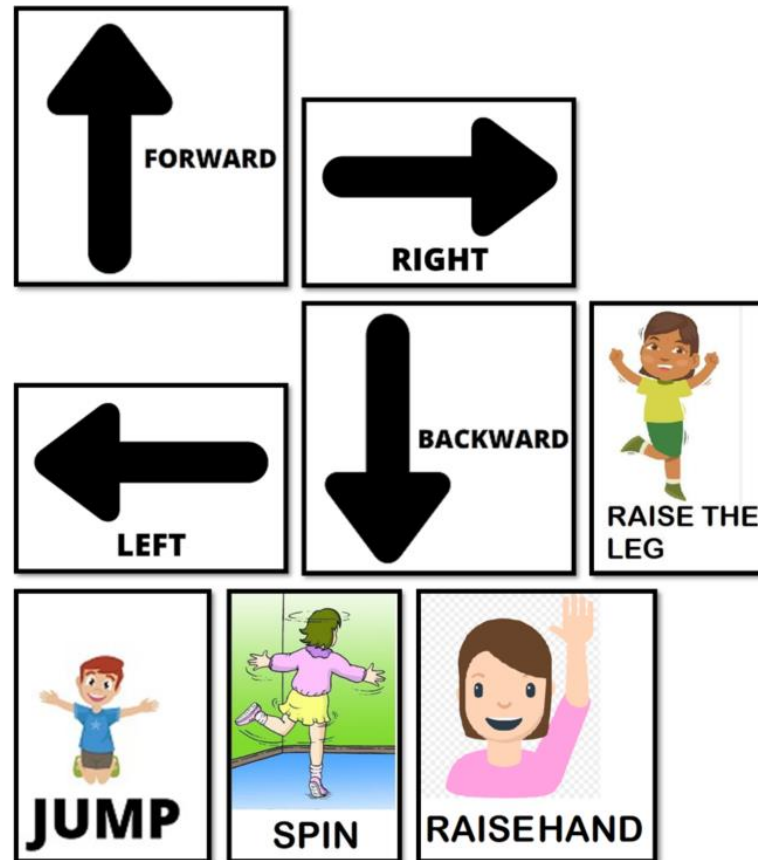 FORWARD
RIGHT
LEFT
BACKWARD
RAISE THE
LEG
JUMP
SPIN
RAISEHAND